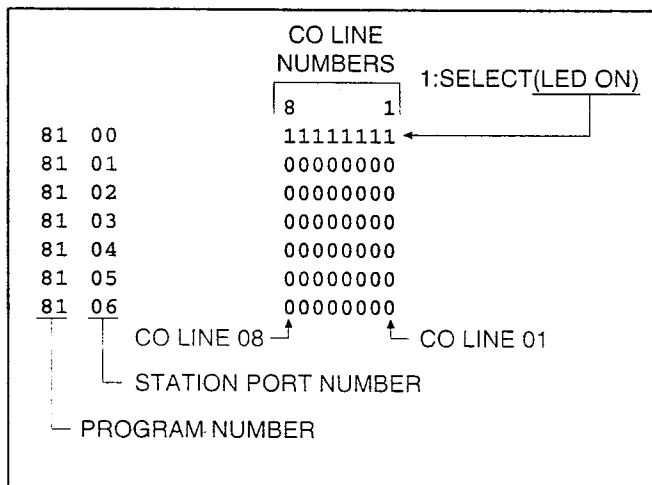 CO LINE
NUMBERS
1:SELECT(LED ON)
8 1
81 00 11111111
81 01 00000000
81 02 00000000
81 03 00000000
81 04 00000000
81 05 00000000
81 06 00000000
CO LINE 08 CO LINE 01
STATION PORT NUMBER
PROGRAM NUMBER